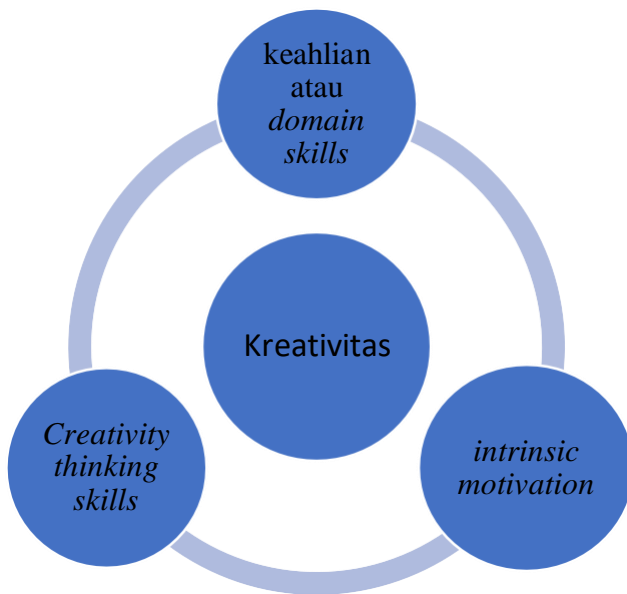 keahlian
atau
domain
skills
Kreativitas
Creativity
thinking
skills
intrinsic
motivation